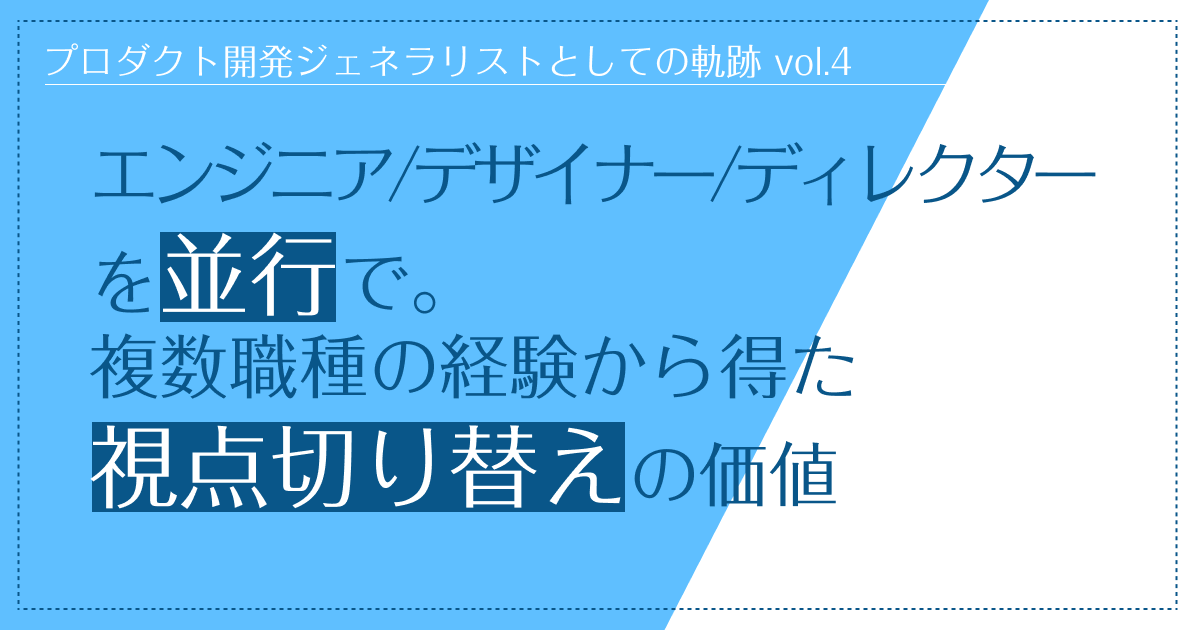 プロダクト開発ジェネラリストとしての軌跡 vol.4
エンジニア/デザイナー/ディレクター
を並行で。
複数職種の経験から得た
視点切り替えの価値